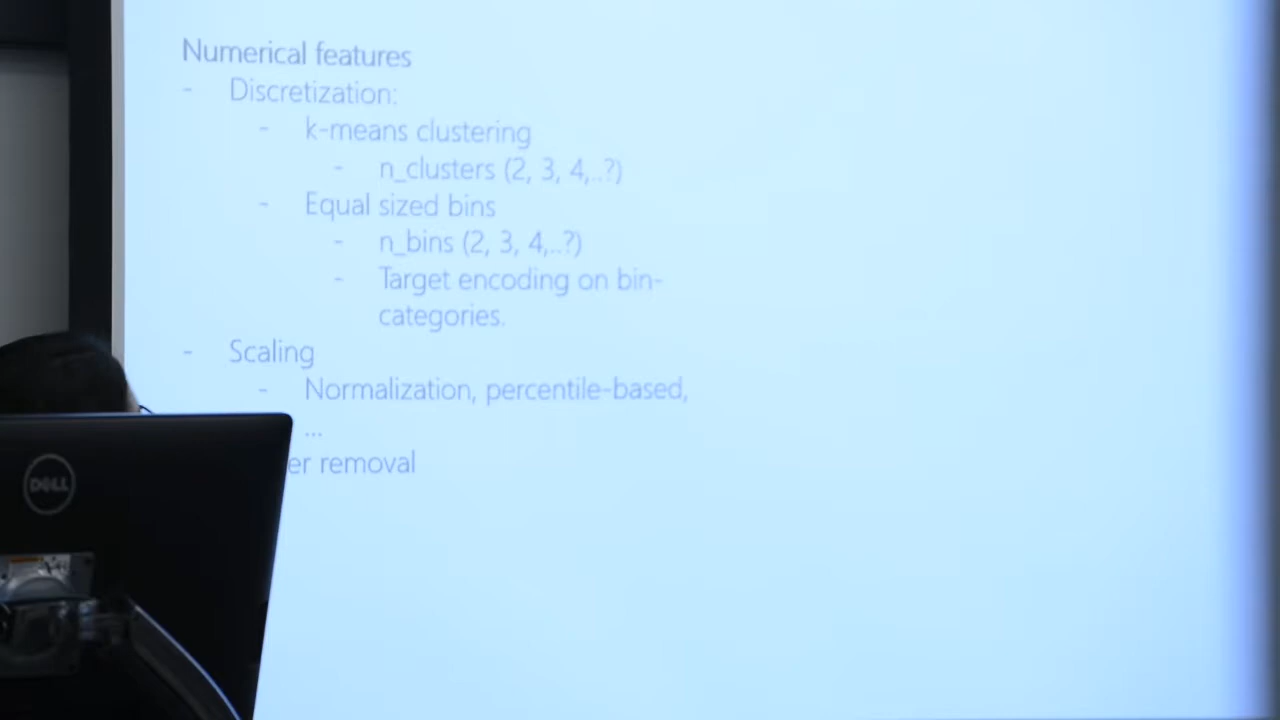 Numerical features
- Discretization:
- k-means clustering
- n_clusters (2, 3, 4,..?)
- Equal sized bins
- n_bins (2, 3, 4,..?)
- Target encoding on bin-
categories.
- Scaling
- Normalization, percentile-based,
...
er removal
DELL